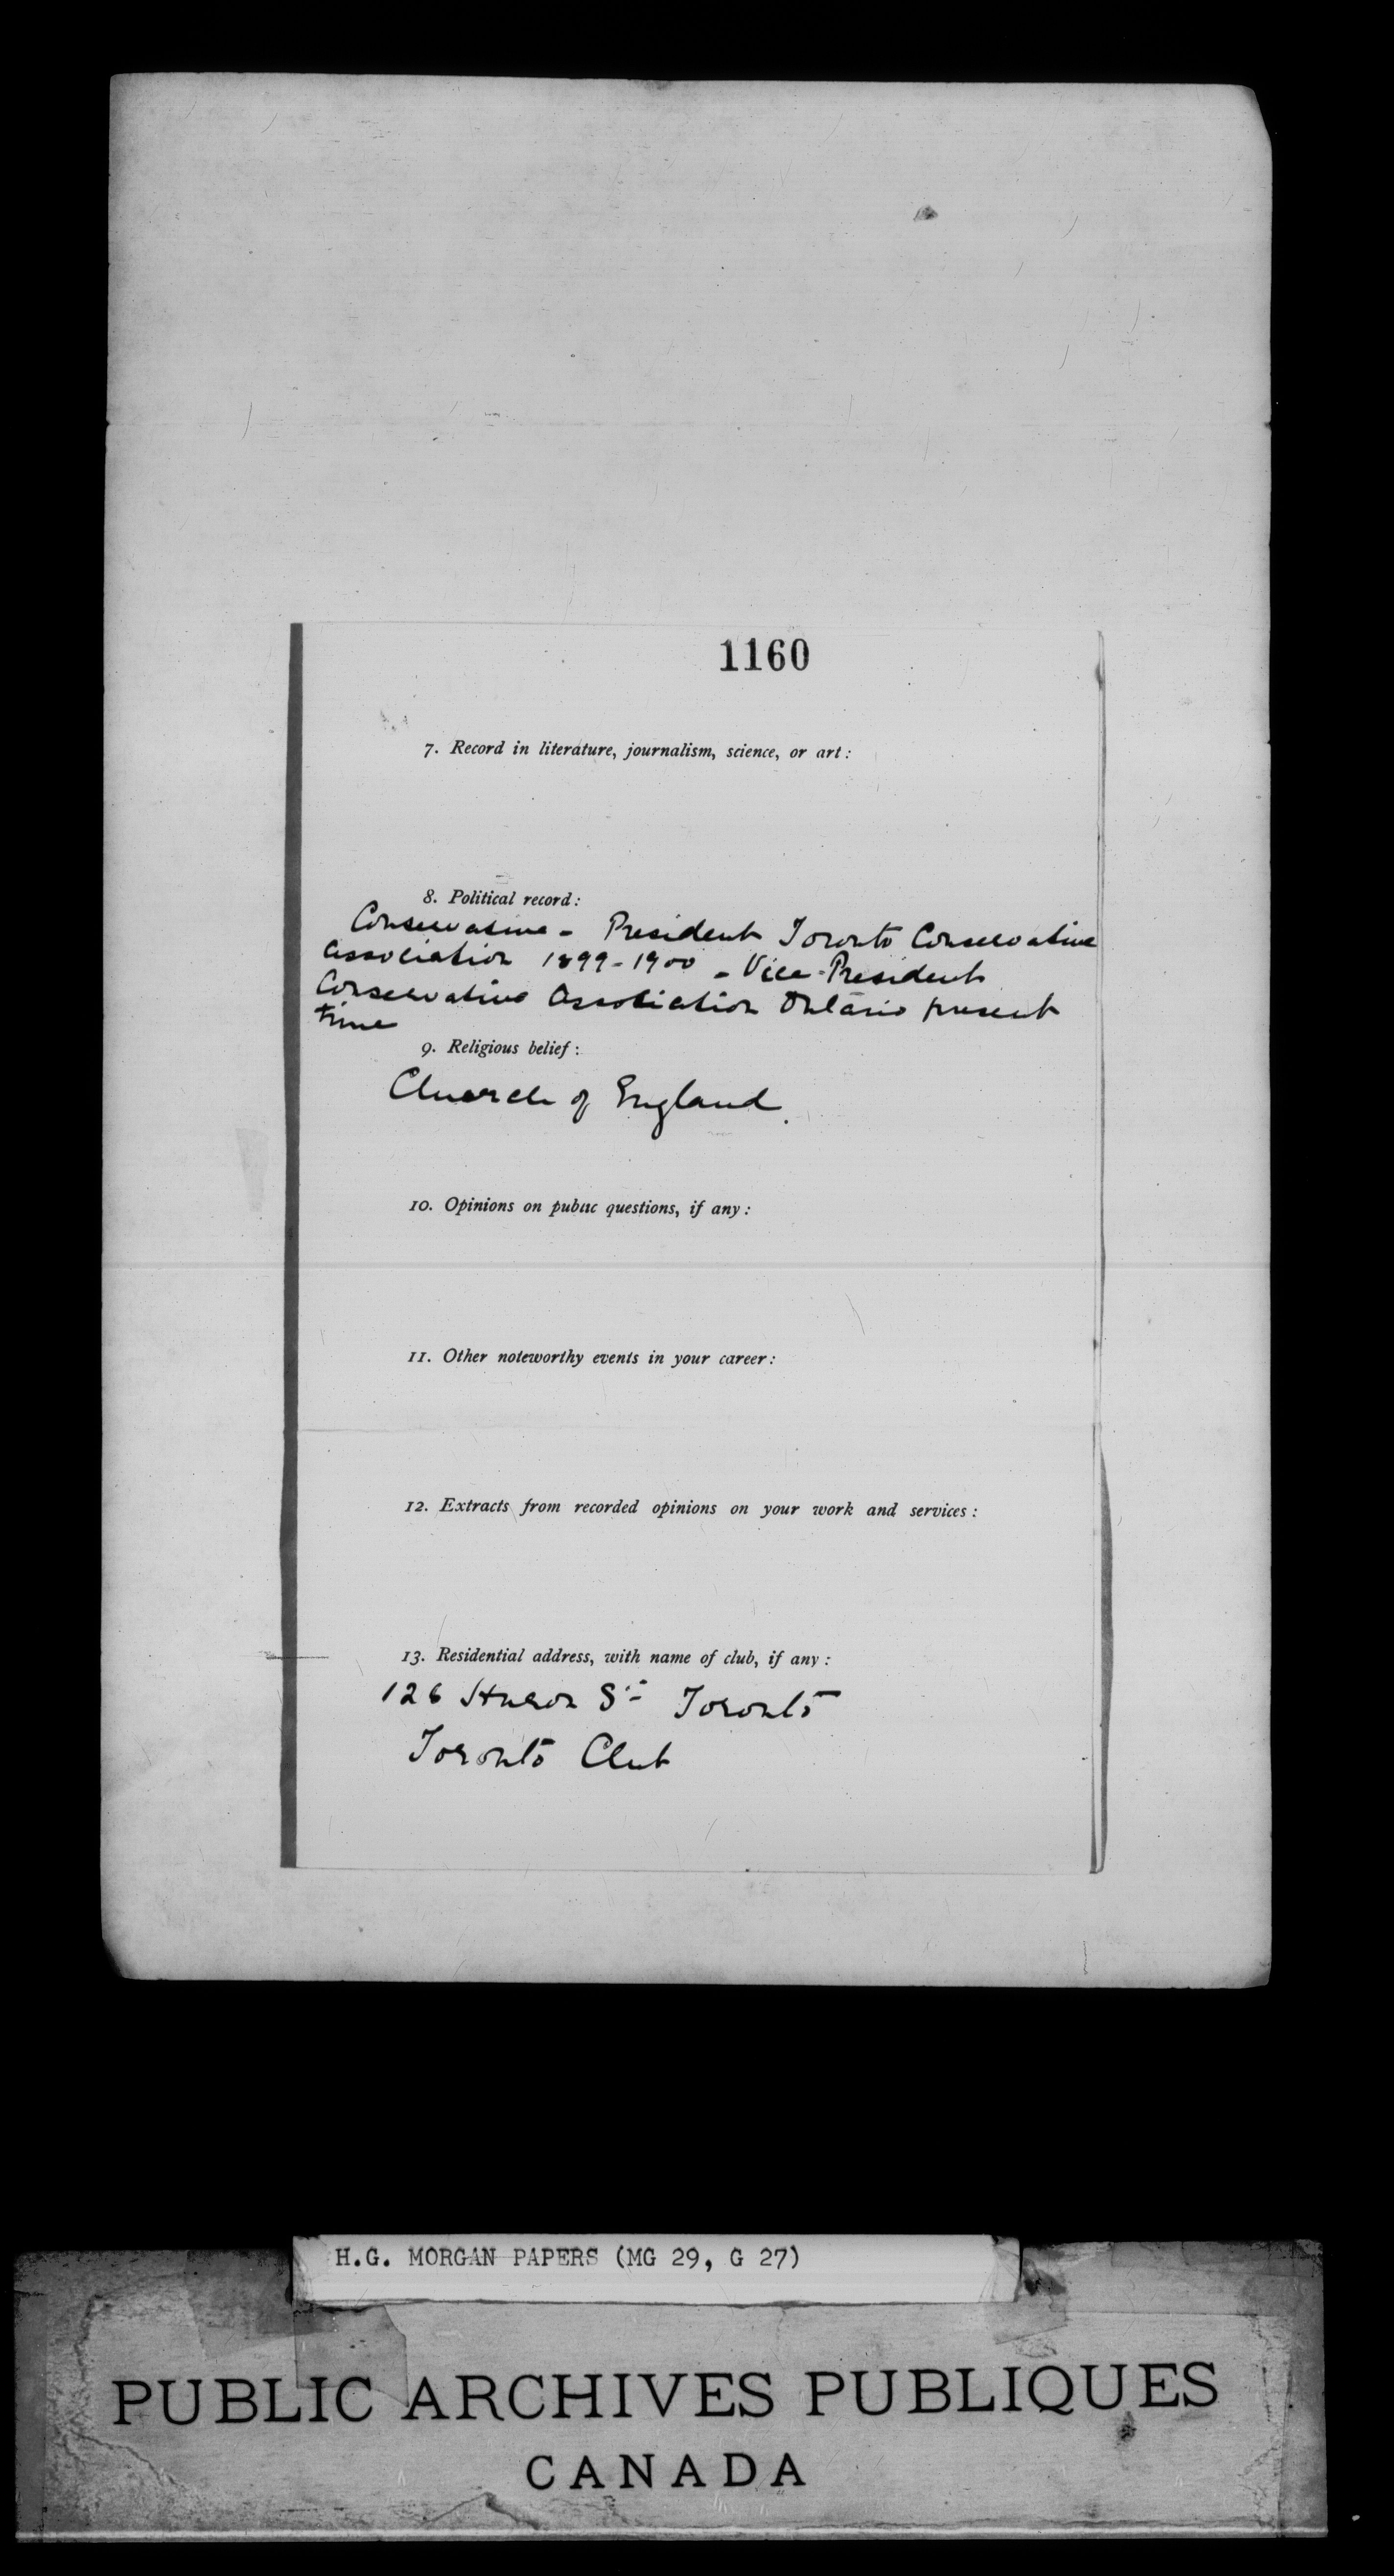 1160
7. Record in literature, journalism, science, or art:
8. Political record:
Conservative - President Toronto Conservative
Association 1899-1900 - Vice-President
Conservative Association Ontario present
time
9. Religious belief:
Church of England.
10. Opinions on public questions, if any:
11. Other noteworthy events in your career:
12. Extracts from recorded opinions on your work and services:
13. Residential address, with name of club, if any:
126 Huron St Toronto
Toronto Club
H.G. MORGAN PAPERS (MG 29, G 27)
PUBLIC ARCHIVES PUBLIQUES
CANADA